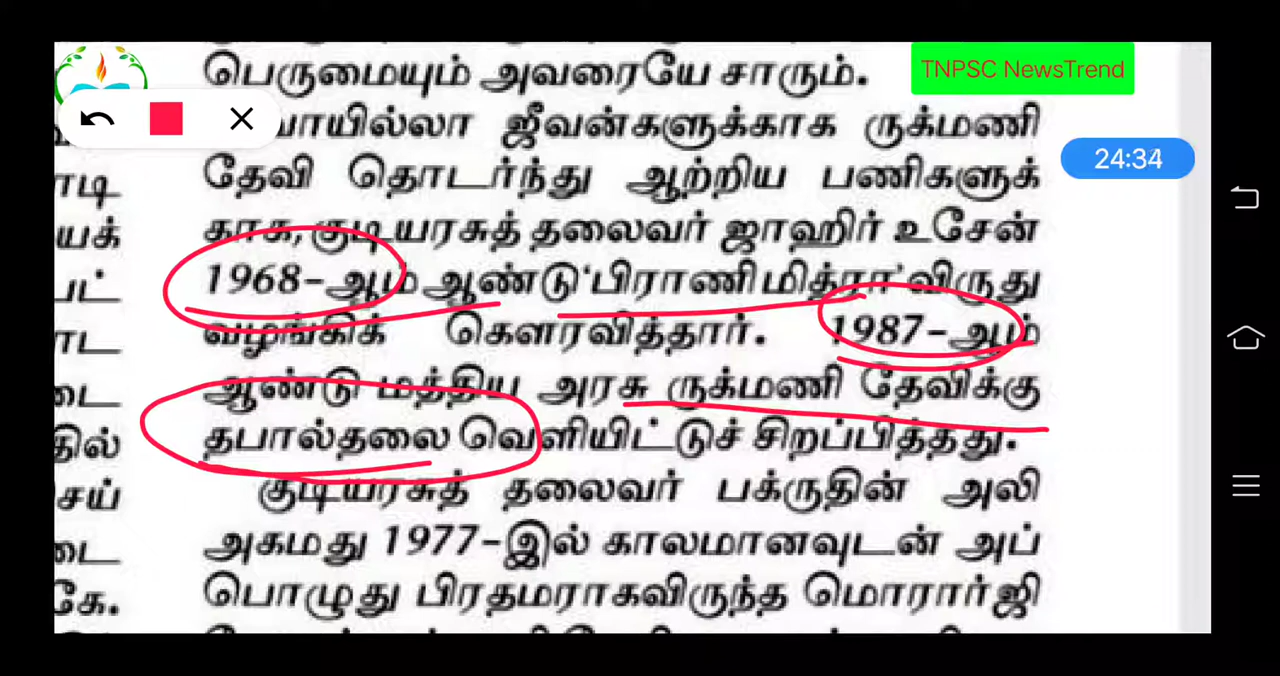 பெருமையும் அவரையே சாரும்.
TNPSC NewsTrend
வாயில்லா ஜீவன்களுக்காக ருக்மணி
24:34
தேவி தொடர்ந்து ஆற்றிய பணிகளுக்
காக, குடியரசுத் தலைவர் ஜாஹிர் உசேன்
1968-ஆம் ஆண்டு 'பிராணி மித்ரா' விருது
வழங்கிக் கௌரவித்தார். 1987-ஆம்
ஆண்டு மத்திய அரசு ருக்மணி தேவிக்கு
தபால்தலை வெளியிட்டுச் சிறப்பித்தது.
குடியரசுத் தலைவர் பக்ருதின் அலி
அகமது 1977-இல் காலமானவுடன் அப்
பொழுது பிரதமராகவிருந்த மொரார்ஜி